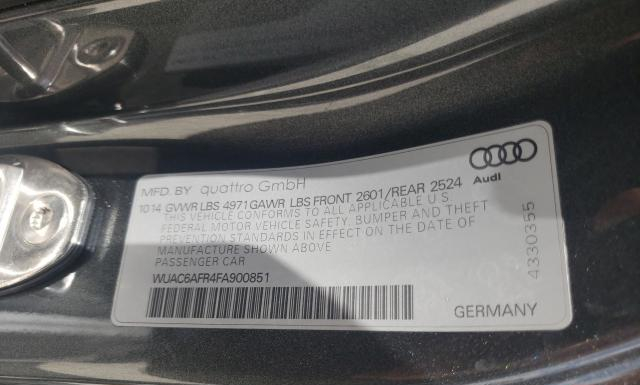 MFD. BY quattro GmbH
10 14 GVWR LBS 4971 GAWR LBS FRONT 2601/REAR 2524
THIS VEHICLE CONFORMS TO ALL APPLICABLE U S
FEDERAL MOTOR VEHICLE SAFETY, BUMPER AND THEFT
PREVENTION STANDARDS IN EFFECT ON THE DATE OF
MANUFACTURE SHOWN ABOVE
PASSENGER CAR
WUAC6AFR4FA900851
Audi
4330355
GERMANY